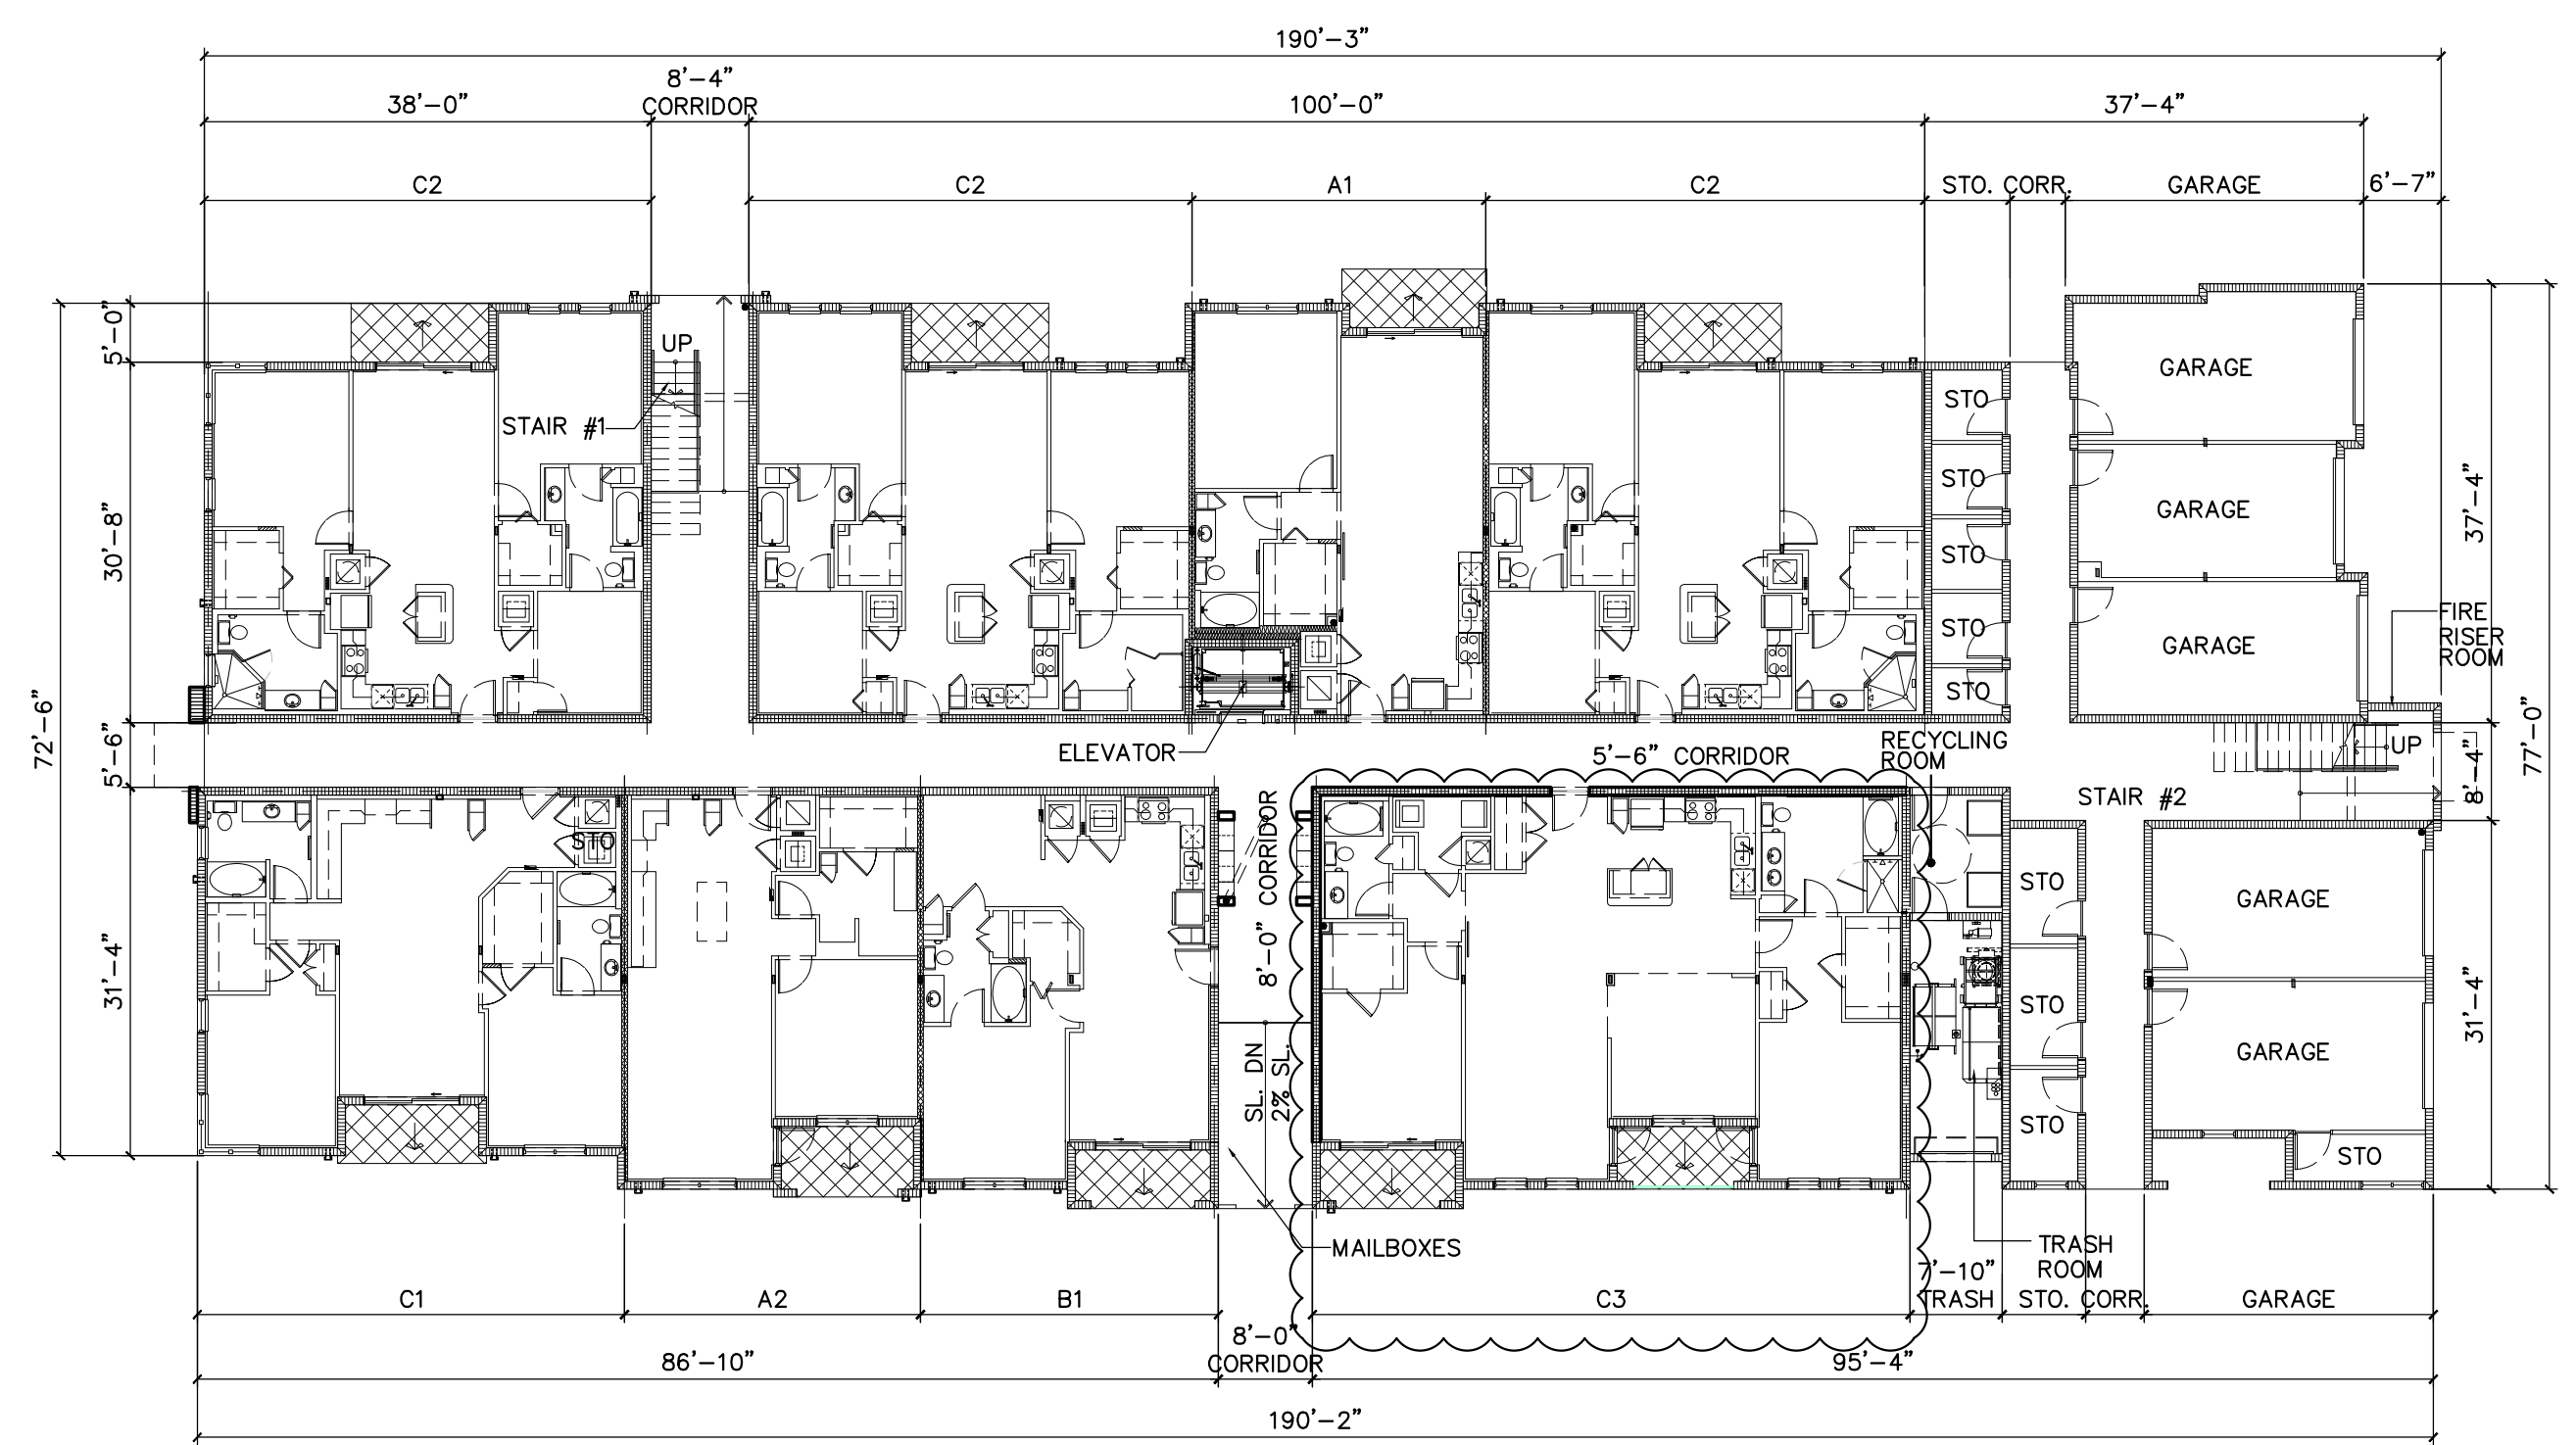 190'-3"
8'-4"
CORRIDOR
38'-0"
100'-0"
37'-4"
C2
C2
A1
C2
STO. CORR.
GARAGE
6'-7"
5'-0"
UP
STAIR #1
STO
GARAGE
STO
GARAGE
37'-4"
30'-8"
STO
STO
GARAGE
FIRE
RISER
ROOM
STO
72'-6"
77'-0"
ELEVATOR
5'-6"
5'-6" CORRIDOR
RECYCLING
ROOM
UP
STAIR #2
8'-4"
STO
8'-0" CORRIDOR
STO
GARAGE
31'-4"
STO
31'-4"
SL. DN
2% SL.
GARAGE
STO
STO
MAILBOXES
TRASH
ROOM
C1
A2
B1
C3
7'-10"
TRASH
STO. CORR.
GARAGE
86'-10"
8'-0"
CORRIDOR
95'-4"
190'-2"